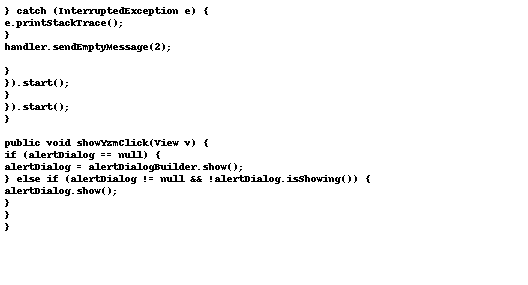 } catch (InterruptedException e) {
e.printStackTrace();
}
handler.sendEmptyMessage(2);
}
}).start();
}
}).start();
}
public void showYzmClick(View v) {
if (alertDialog == null) {
alertDialog = alertDialogBuilder.show();
} else if (alertDialog != null && !alertDialog.isShowing()) {
alertDialog.show();
}
}
}